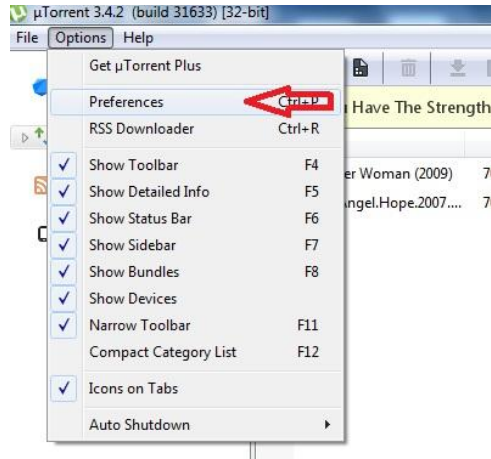 µTorrent 3.4.2 (build 31633) [32-bit]
File Options Help
Get µTorrent Plus
Preferences Ctrl+P
Have The Strength
RSS Downloader Ctrl+R
Show Toolbar F4
er Woman (2009)
Show Detailed Info F5
Angel.Hope.2007....
Show Status Bar F6
Show Sidebar F7
Show Bundles F8
Show Devices
Narrow Toolbar F11
Compact Category List F12
Icons on Tabs
Auto Shutdown